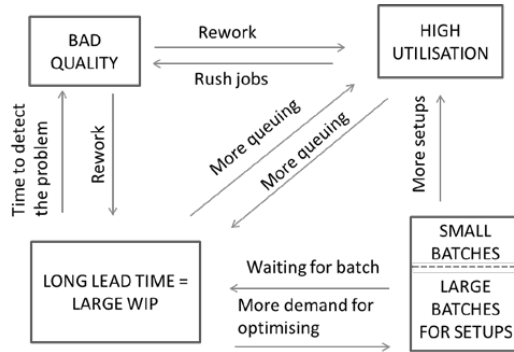 BAD
QUALITY
Rework
Rush jobs
HIGH
UTILISATION
Time to detect
the problem
Rework
More queuing
More queuing
More setups
LONG LEAD TIME =
LARGE WIP
Waiting for batch
More demand for
optimising
SMALL
BATCHES
LARGE
BATCHES
FOR SETUPS